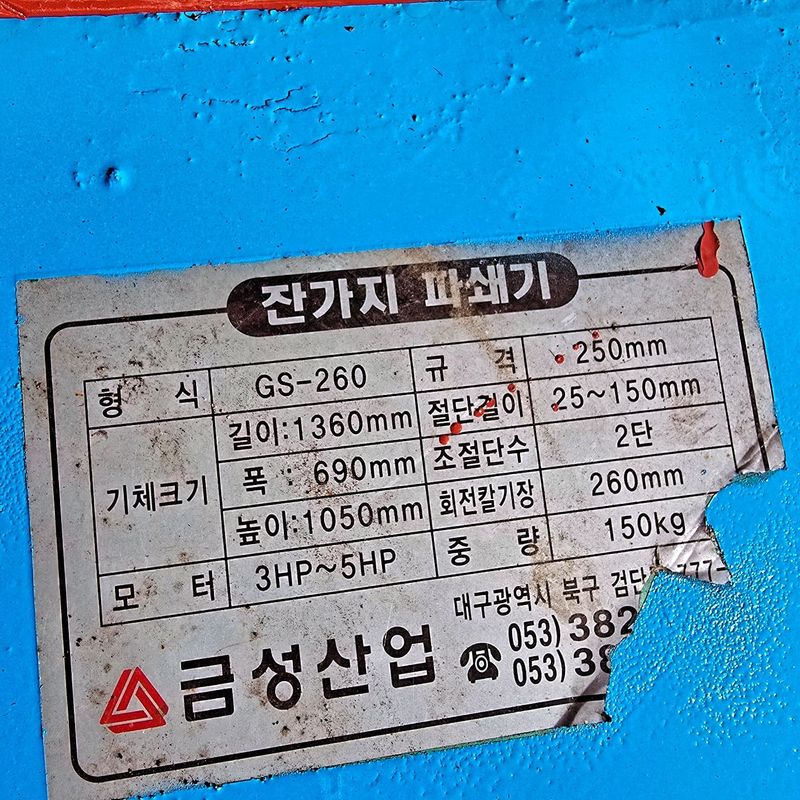 잔가지 파쇄기
형 식 GS-260 규 격 250mm
기체크기 길이:1360mm 절단길이 25~150mm
폭 : 690mm 조절단수 2단
높이:1050mm 회전칼기장 260mm
모 터 3HP~5HP 중 량 150kg
대구광역시 북구 검단
금성산업 053) 382
053) 38